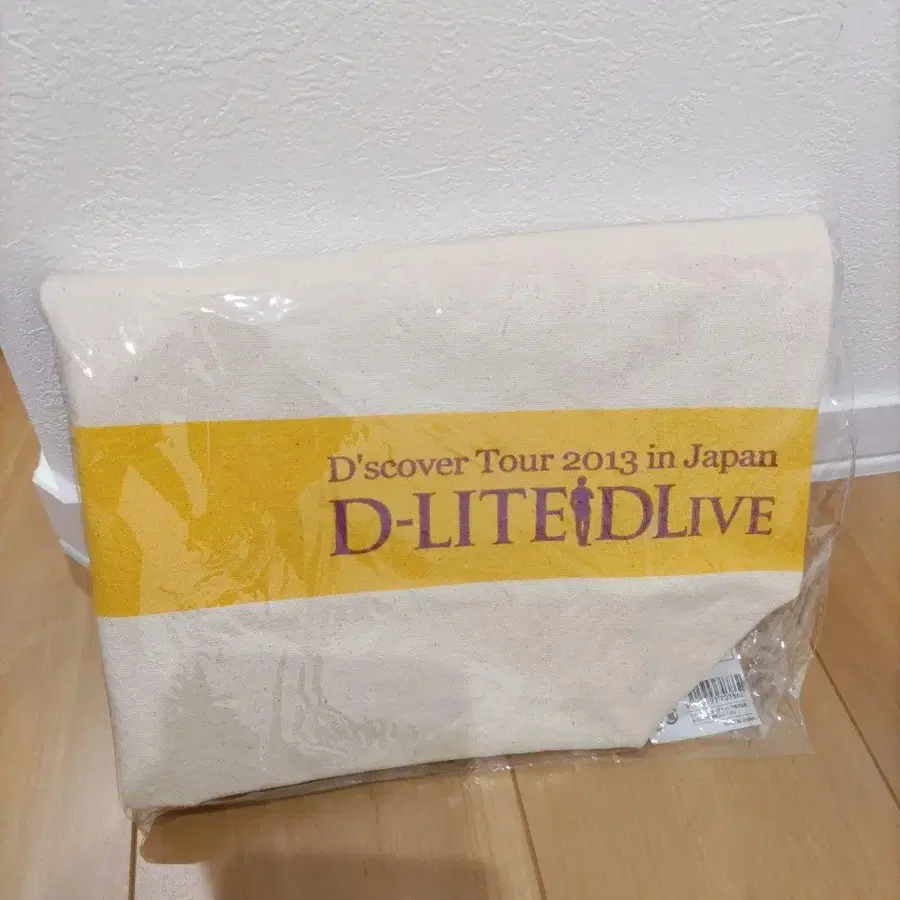 D'scover Tour 2013 in Japan
D-LITE DLIVE